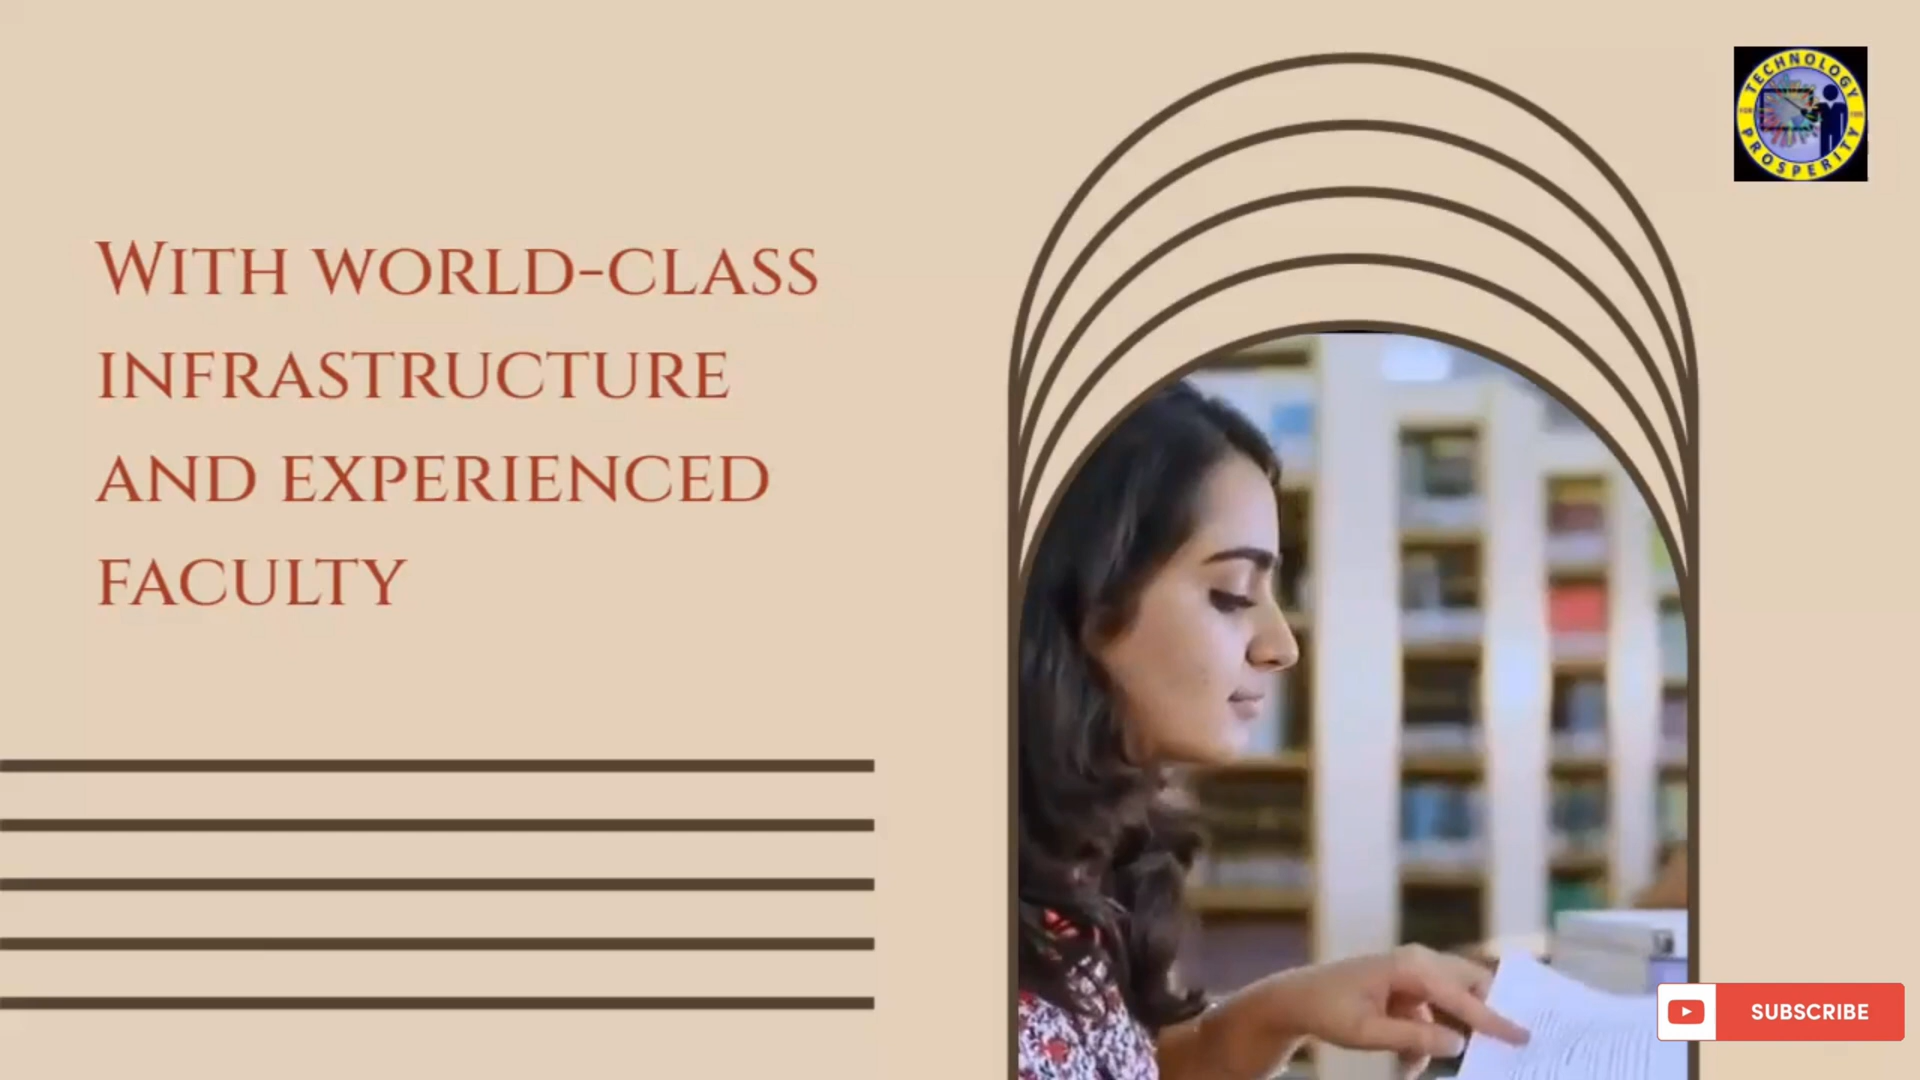 With world-class
infrastructure
and experienced
faculty
TECHNOLOGY
PROSPERITY
SUBSCRIBE